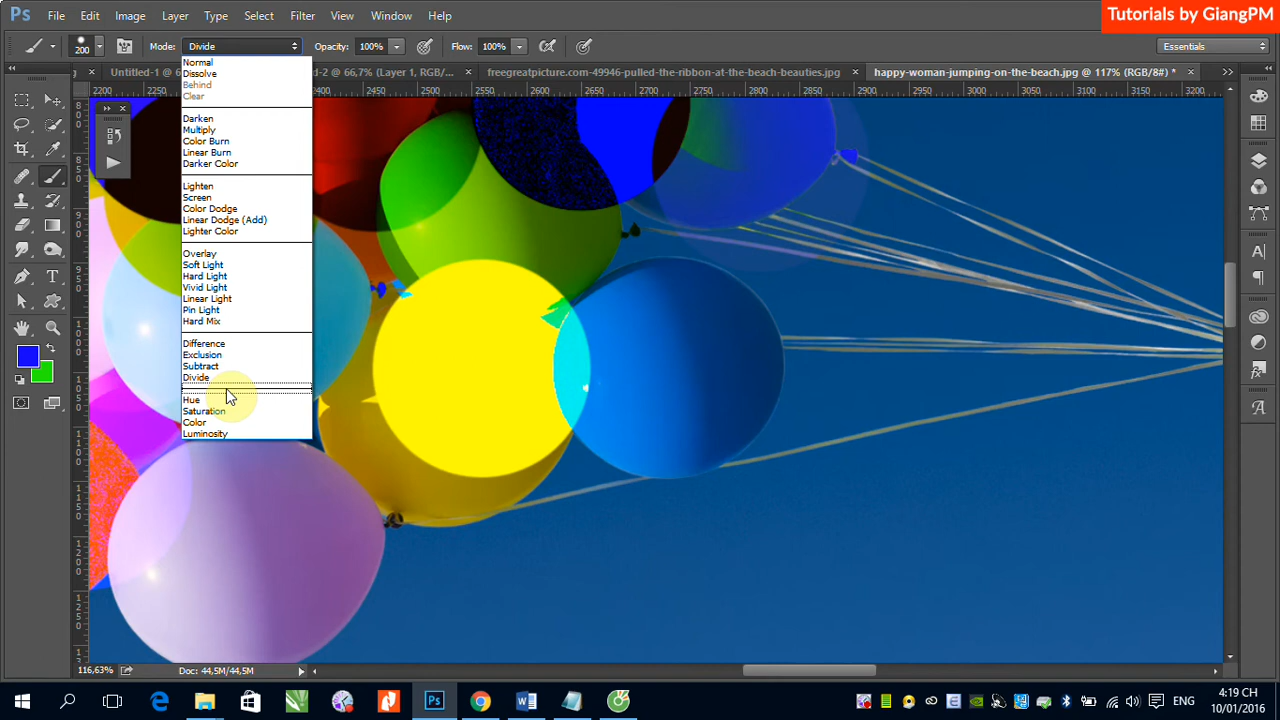 Ps File Edit Image Layer Type Select Filter View Window Help
Tutorials by GiangPM
200 Mode: Divide Opacity: 100% Flow: 100% Essentials
Untitled-1 @ 6
d-2 @ 66,7% (Layer 1, RGB/...
freegreatpicture.com-49946-pulled-the-ribbon-at-the-beach-beauties.jpg
happy-woman-jumping-on-the-beach.jpg @ 117% (RGB/8#) *
2200 2250 2500 2550 2600 2650 2700 2750 2800 2850 2900 2950 3000 3050 3100 3150 3200
Normal
Dissolve
Behind
Clear
Darken
Multiply
Color Burn
Linear Burn
Darker Color
Lighten
Screen
Color Dodge
Linear Dodge (Add)
Lighter Color
Overlay
Soft Light
Hard Light
Vivid Light
Linear Light
Pin Light
Hard Mix
Difference
Exclusion
Subtract
Divide
Hue
Saturation
Color
Luminosity
116,63% Doc: 44,5M/44,5M
ENG
4:19 CH
10/01/2016